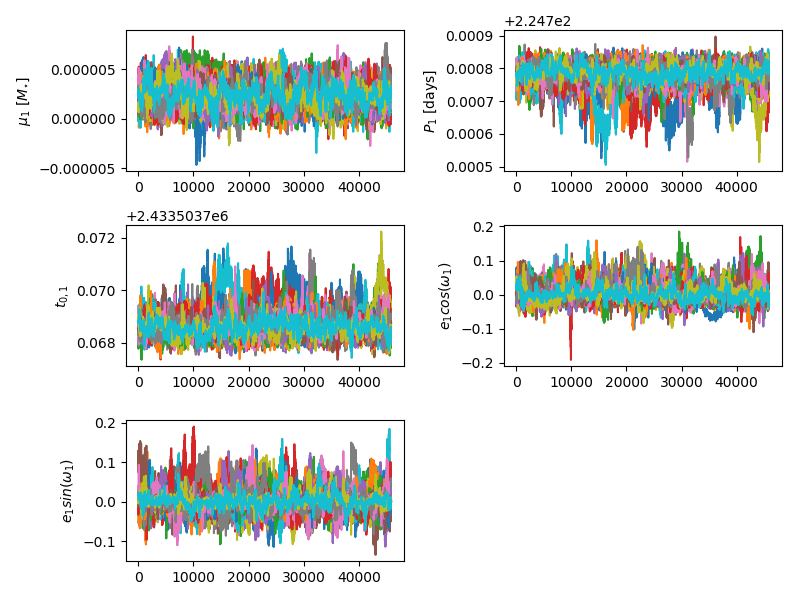 +2.247e2
0.000005
0.000000
−0.000005
μ₁ [M⋆]
0 10000 20000 30000 40000
0.0009
0.0008
0.0007
0.0006
0.0005
P₁ [days]
0 10000 20000 30000 40000
+2.4335037e6
0.072
0.070
0.068
t₀,₁
0 10000 20000 30000 40000
0.2
0.1
0.0
−0.1
−0.2
e₁cos(ω₁)
0 10000 20000 30000 40000
0.2
0.1
0.0
−0.1
e₁sin(ω₁)
0 10000 20000 30000 40000